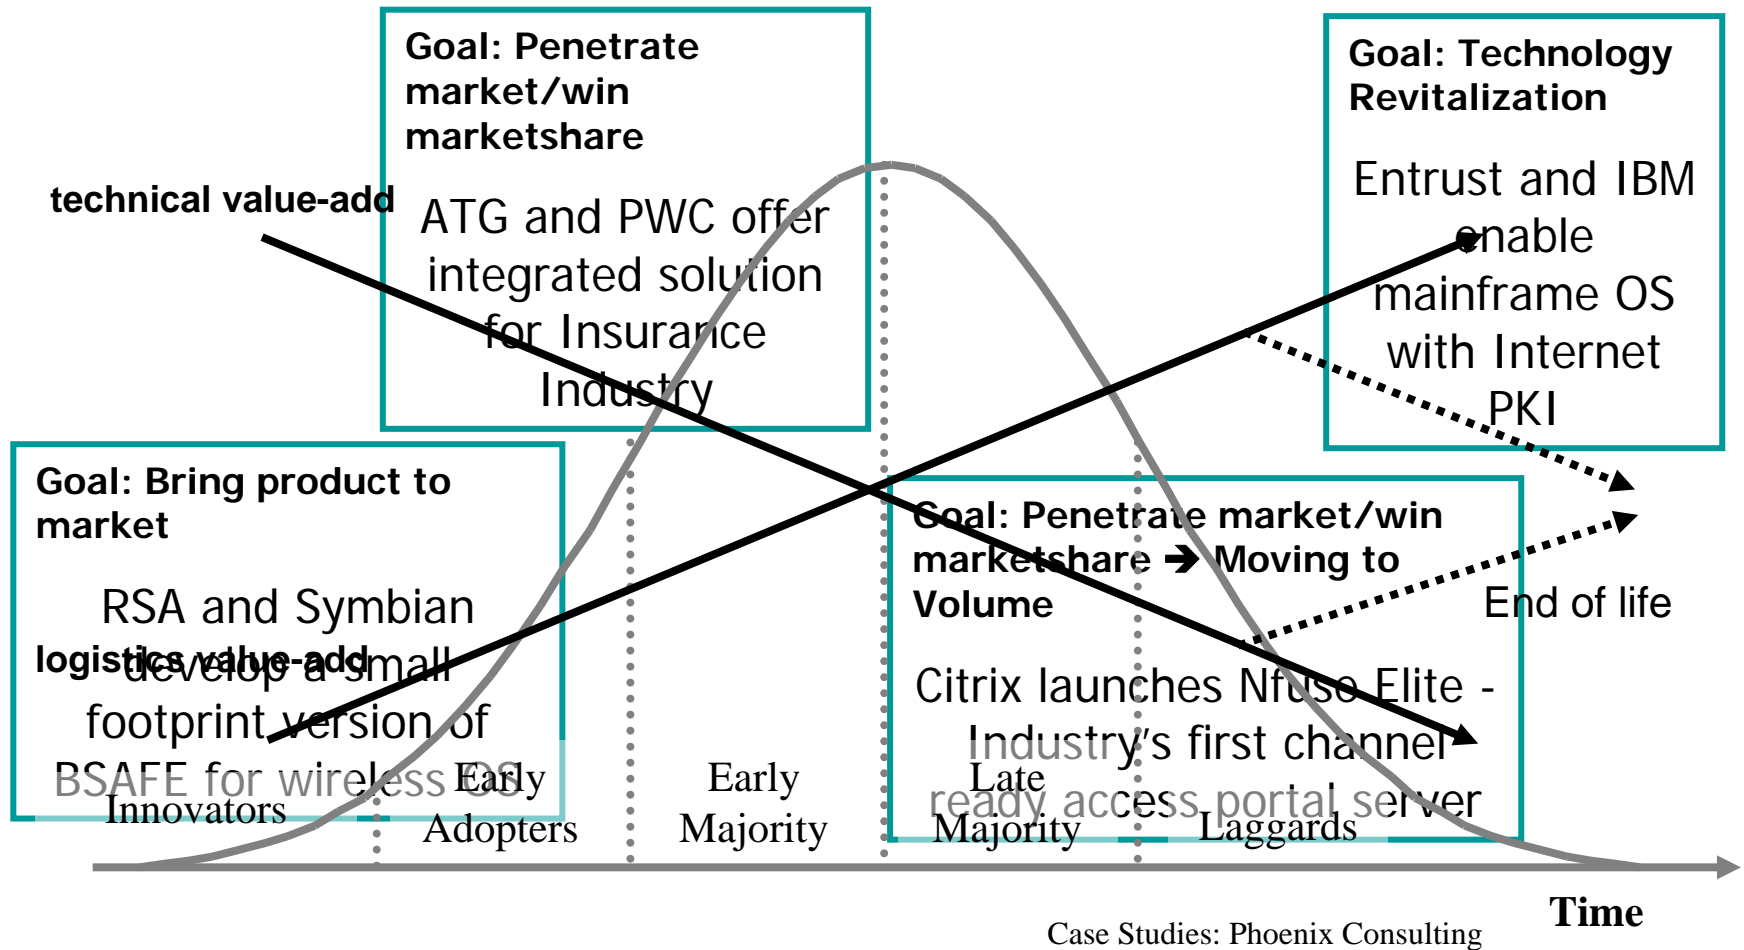 Goal: Penetrate
market/win
marketshare
ATG and PWC offer
integrated solution
for Insurance
Industry
Goal: Technology
Revitalization
Entrust and IBM
enable
mainframe OS
with Internet
PKI
technical value-add
Goal: Bring product to
market
RSA and Symbian
develop a small
footprint version of
BSAFE for wireless OS
logistics value-add
Goal: Penetrate market/win
marketshare ➔ Moving to
Volume
Citrix launches Nfuse Elite -
Industry's first channel
ready access portal server
End of life
Innovators
Early
Adopters
Early
Majority
Late
Majority
Laggards
Time
Case Studies: Phoenix Consulting